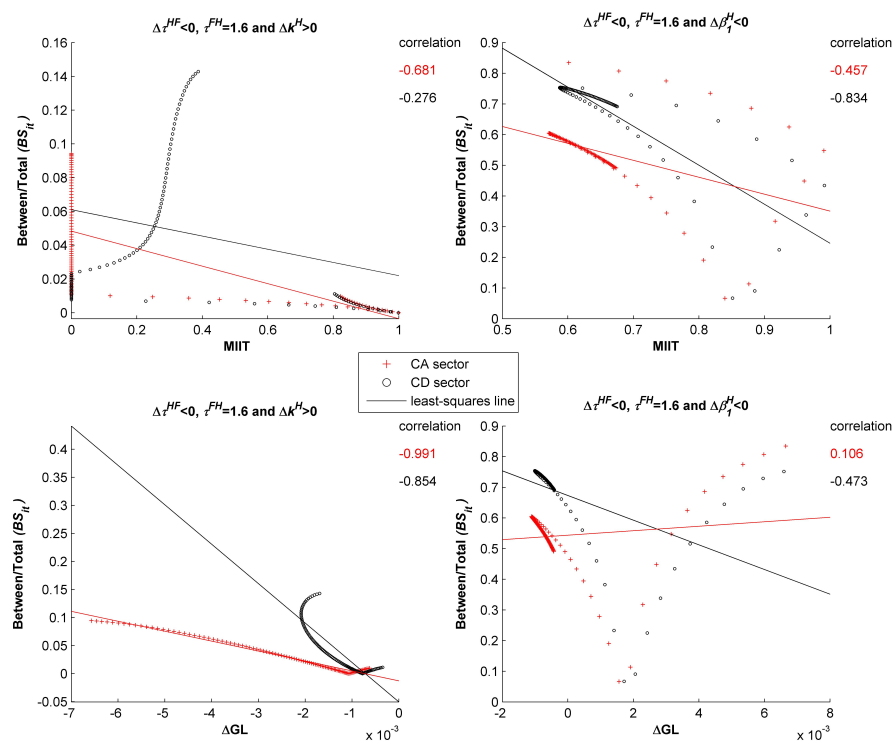 Δτ^HF<0, τ^FH=1.6 and Δk^H>0
correlation
-0.681
-0.276
Between/Total (BS_it)
0.16
0.14
0.12
0.1
0.08
0.06
0.04
0.02
0
0 0.2 0.4 0.6 0.8 1
MIIT
Δτ^HF<0, τ^FH=1.6 and Δβ_1^H<0
correlation
-0.457
-0.834
Between/Total (BS_it)
0.9
0.8
0.7
0.6
0.5
0.4
0.3
0.2
0.1
0
0.5 0.6 0.7 0.8 0.9 1
MIIT
CA sector
CD sector
least-squares line
Δτ^HF<0, τ^FH=1.6 and Δk^H>0
correlation
-0.991
-0.854
Between/Total (BS_it)
0.4
0.35
0.3
0.25
0.2
0.15
0.1
0.05
0
-0.05
-7 -6 -5 -4 -3 -2 -1 0
ΔGL
x 10^-3
Δτ^HF<0, τ^FH=1.6 and Δβ_1^H<0
correlation
0.106
-0.473
Between/Total (BS_it)
0.9
0.8
0.7
0.6
0.5
0.4
0.3
0.2
0.1
0
-2 0 2 4 6 8
ΔGL
x 10^-3